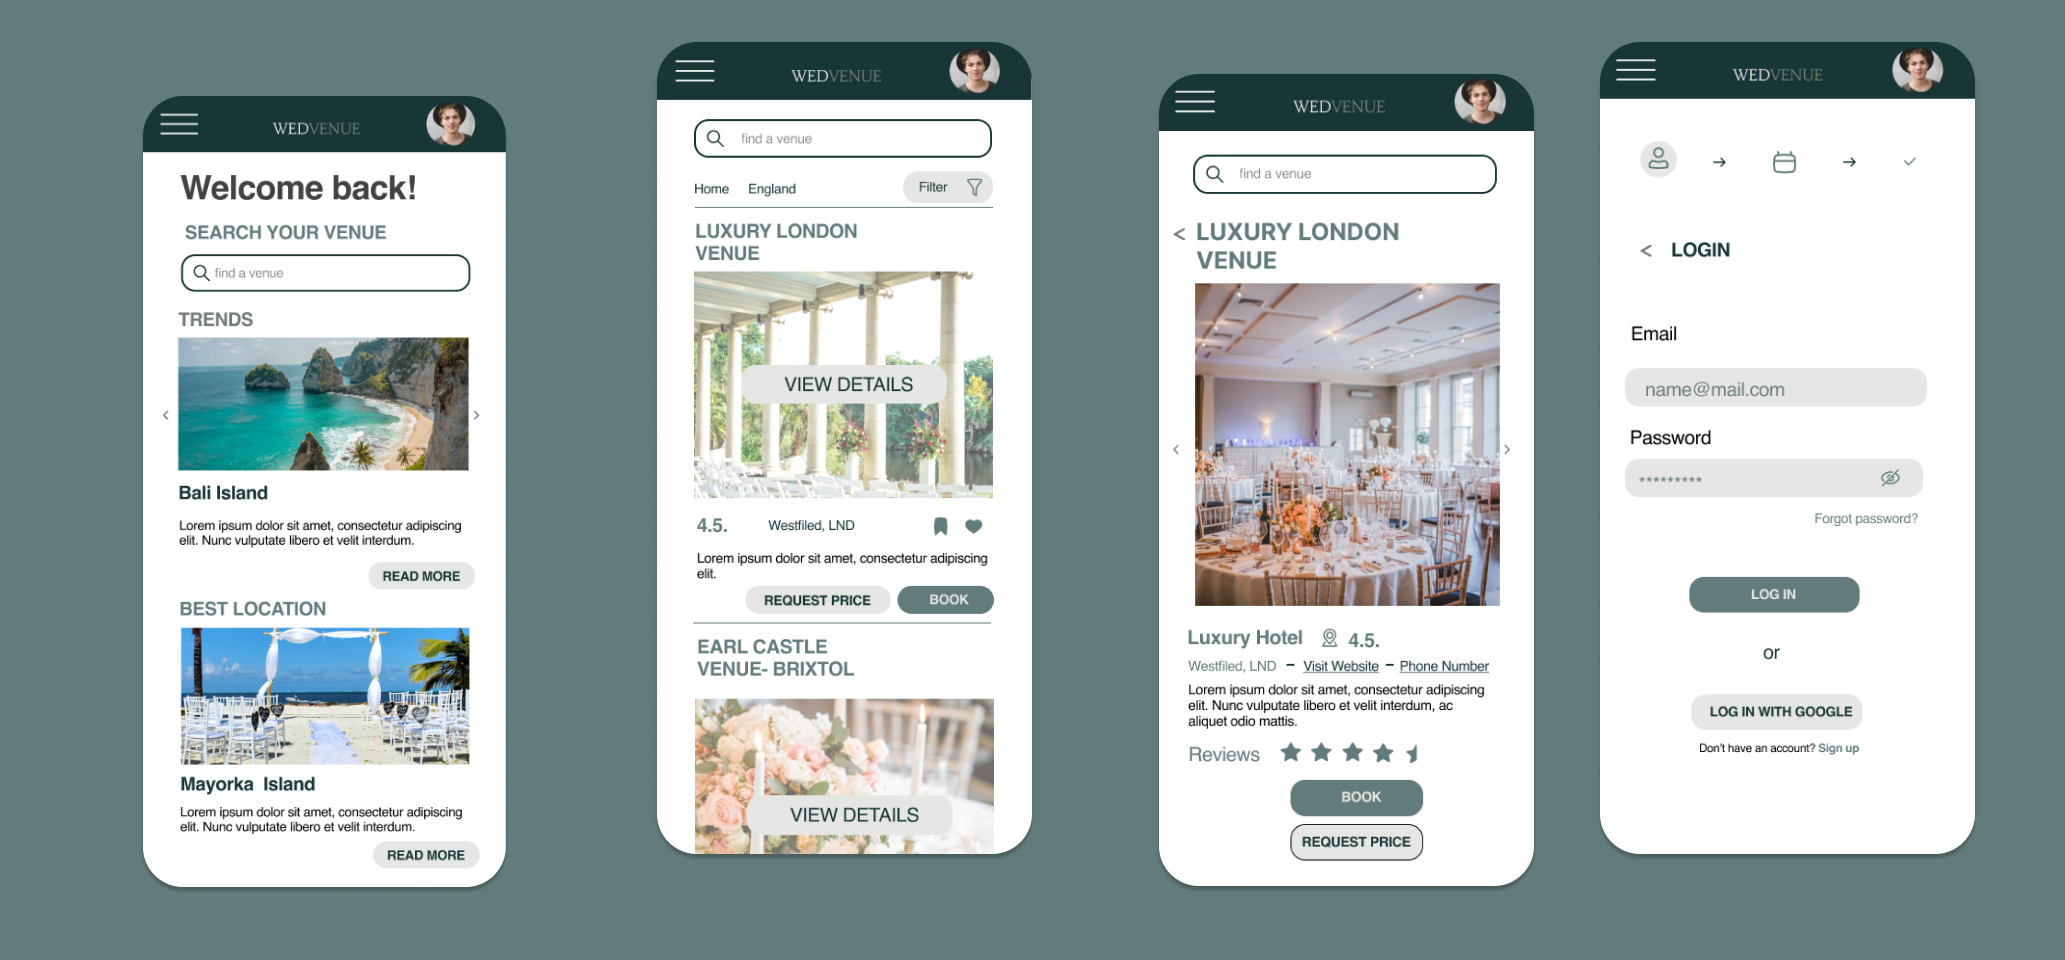 WEDVENUE
Welcome back!
SEARCH YOUR VENUE
find a venue
TRENDS
Bali Island
Lorem ipsum dolor sit amet, consectetur adipiscing
elit. Nunc vulputate libero et velit interdum.
READ MORE
BEST LOCATION
Mayorka Island
Lorem ipsum dolor sit amet, consectetur adipiscing
elit. Nunc vulputate libero et velit interdum.
READ MORE
WEDVENUE
find a venue
Home England Filter
LUXURY LONDON
VENUE
VIEW DETAILS
4.5. Westfiled, LND
Lorem ipsum dolor sit amet, consectetur adipiscing
elit.
REQUEST PRICE BOOK
EARL CASTLE
VENUE- BRIXTOL
VIEW DETAILS
WEDVENUE
find a venue
< LUXURY LONDON
VENUE
Luxury Hotel 4.5.
Westfiled, LND – Visit Website – Phone Number
Lorem ipsum dolor sit amet, consectetur adipiscing
elit. Nunc vulputate libero et velit interdum, ac
aliquet odio mattis.
Reviews
BOOK
REQUEST PRICE
WEDVENUE
< LOGIN
Email
name@mail.com
Password
*********
Forgot password?
LOG IN
or
LOG IN WITH GOOGLE
Don't have an account? Sign up